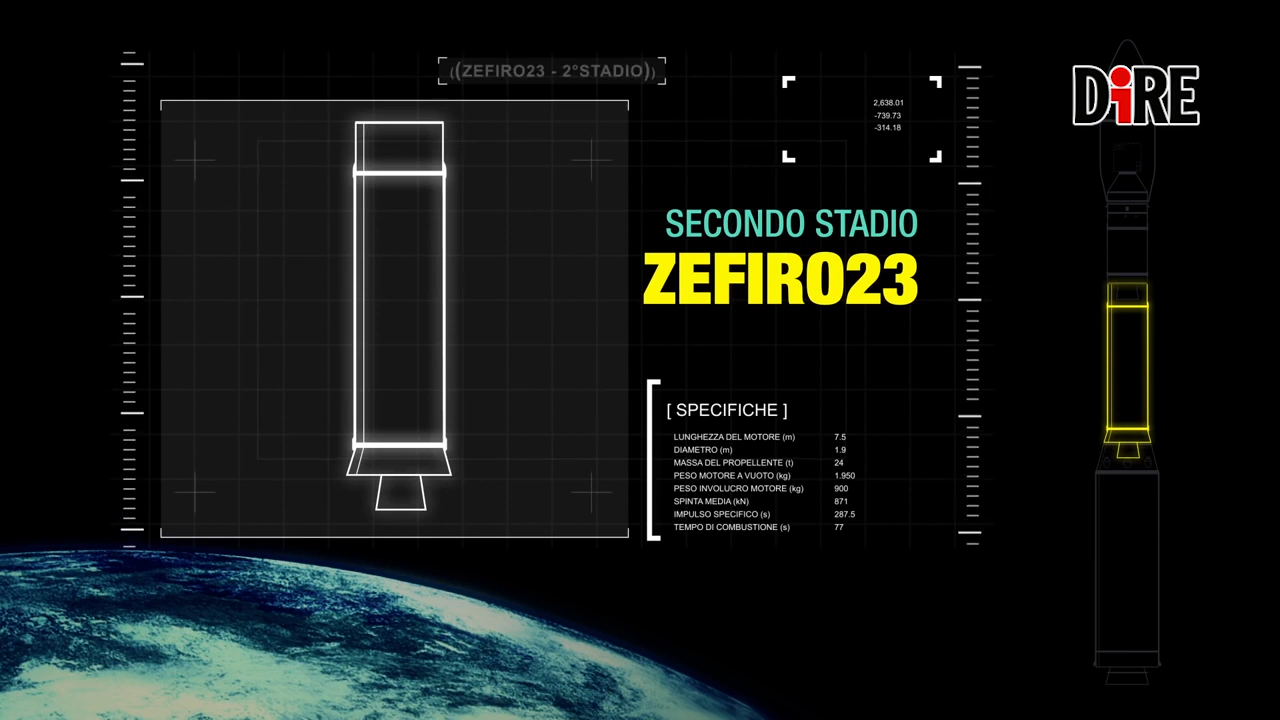 ((ZEFIRO23 - 2°STADIO))
DiRE
2,638.01
-739.73
-314.18
SECONDO STADIO
ZEFIRO23
[ SPECIFICHE ]
LUNGHEZZA DEL MOTORE (m) 7.5
DIAMETRO (m) 1.9
MASSA DEL PROPELLENTE (t) 24
PESO MOTORE A VUOTO (kg) 1.950
PESO INVOLUCRO MOTORE (kg) 900
SPINTA MEDIA (kN) 871
IMPULSO SPECIFICO (s) 287.5
TEMPO DI COMBUSTIONE (s) 77